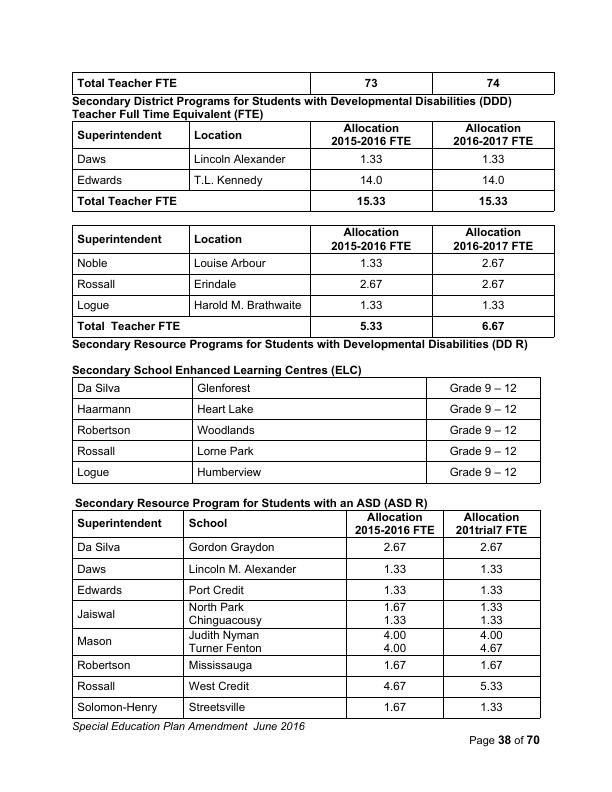 Total Teacher FTE 73 74
Secondary District Programs for Students with Developmental Disabilities (DDD)
Teacher Full Time Equivalent (FTE)
Superintendent Location Allocation 2015-2016 FTE Allocation 2016-2017 FTE
Daws Lincoln Alexander 1.33 1.33
Edwards T.L. Kennedy 14.0 14.0
Total Teacher FTE 15.33 15.33
Superintendent Location Allocation 2015-2016 FTE Allocation 2016-2017 FTE
Noble Louise Arbour 1.33 2.67
Rossall Erindale 2.67 2.67
Logue Harold M. Brathwaite 1.33 1.33
Total Teacher FTE 5.33 6.67
Secondary Resource Programs for Students with Developmental Disabilities (DD R)
Secondary School Enhanced Learning Centres (ELC)
Da Silva Glenforest Grade 9 – 12
Haarmann Heart Lake Grade 9 – 12
Robertson Woodlands Grade 9 – 12
Rossall Lorne Park Grade 9 – 12
Logue Humberview Grade 9 – 12
Secondary Resource Program for Students with an ASD (ASD R)
Superintendent School Allocation 2015-2016 FTE Allocation 201trial7 FTE
Da Silva Gordon Graydon 2.67 2.67
Daws Lincoln M. Alexander 1.33 1.33
Edwards Port Credit 1.33 1.33
Jaiswal North Park 1.67 1.33
Chinguacousy 1.33 1.33
Mason Judith Nyman 4.00 4.00
Turner Fenton 4.00 4.67
Robertson Mississauga 1.67 1.67
Rossall West Credit 4.67 5.33
Solomon-Henry Streetsville 1.67 1.33
Special Education Plan Amendment June 2016
Page 38 of 70